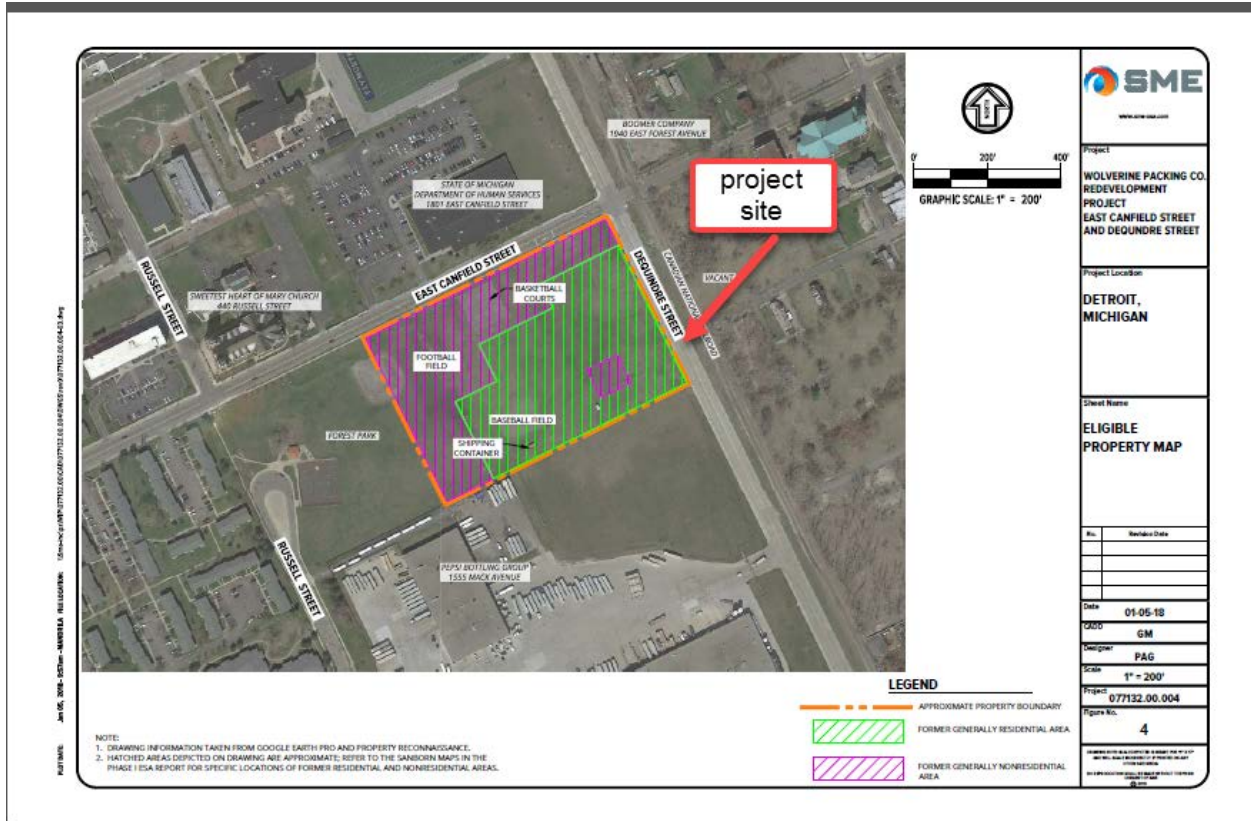 FAY/WRIGHT
BOOMER COMPANY
1940 EAST FOREST AVENUE
STATE OF MICHIGAN
DEPARTMENT OF HUMAN SERVICES
1801 EAST CANFIELD STREET
project
site
NORTH
0' 200' 400'
GRAPHIC SCALE: 1" = 200'
RUSSELL STREET
SWEETEST HEART OF MARY CHURCH
440 RUSSELL STREET
EAST CANFIELD STREET
DEQUINDRE STREET
VACANT
BASKETBALL
COURTS
FOOTBALL
FIELD
FOREST PARK
BASEBALL FIELD
SHIPPING
CONTAINER
RUSSELL STREET
PEPSI BOTTLING GROUP
1555 MACK AVENUE
NOTE:
1. DRAWING INFORMATION TAKEN FROM GOOGLE EARTH PRO AND PROPERTY RECONNAISSANCE.
2. HATCHED AREAS DEPICTED ON DRAWING ARE APPROXIMATE; REFER TO THE SANBORN MAPS IN THE
PHASE I ESA REPORT FOR SPECIFIC LOCATIONS OF FORMER RESIDENTIAL AND NONRESIDENTIAL AREAS.
LEGEND
APPROXIMATE PROPERTY BOUNDARY
FORMER GENERALLY RESIDENTIAL AREA
FORMER GENERALLY NONRESIDENTIAL
AREA
SME
www.sme-usa.com
Project
WOLVERINE PACKING CO.
REDEVELOPMENT
PROJECT
EAST CANFIELD STREET
AND DEQUNDRE STREET
Project Location
DETROIT,
MICHIGAN
Sheet Name
ELIGIBLE
PROPERTY MAP
No. Revision Date
Date
01-05-18
CADD
GM
Designer
PAG
Scale
1" = 200'
Project
077132.00.004
Figure No.
4